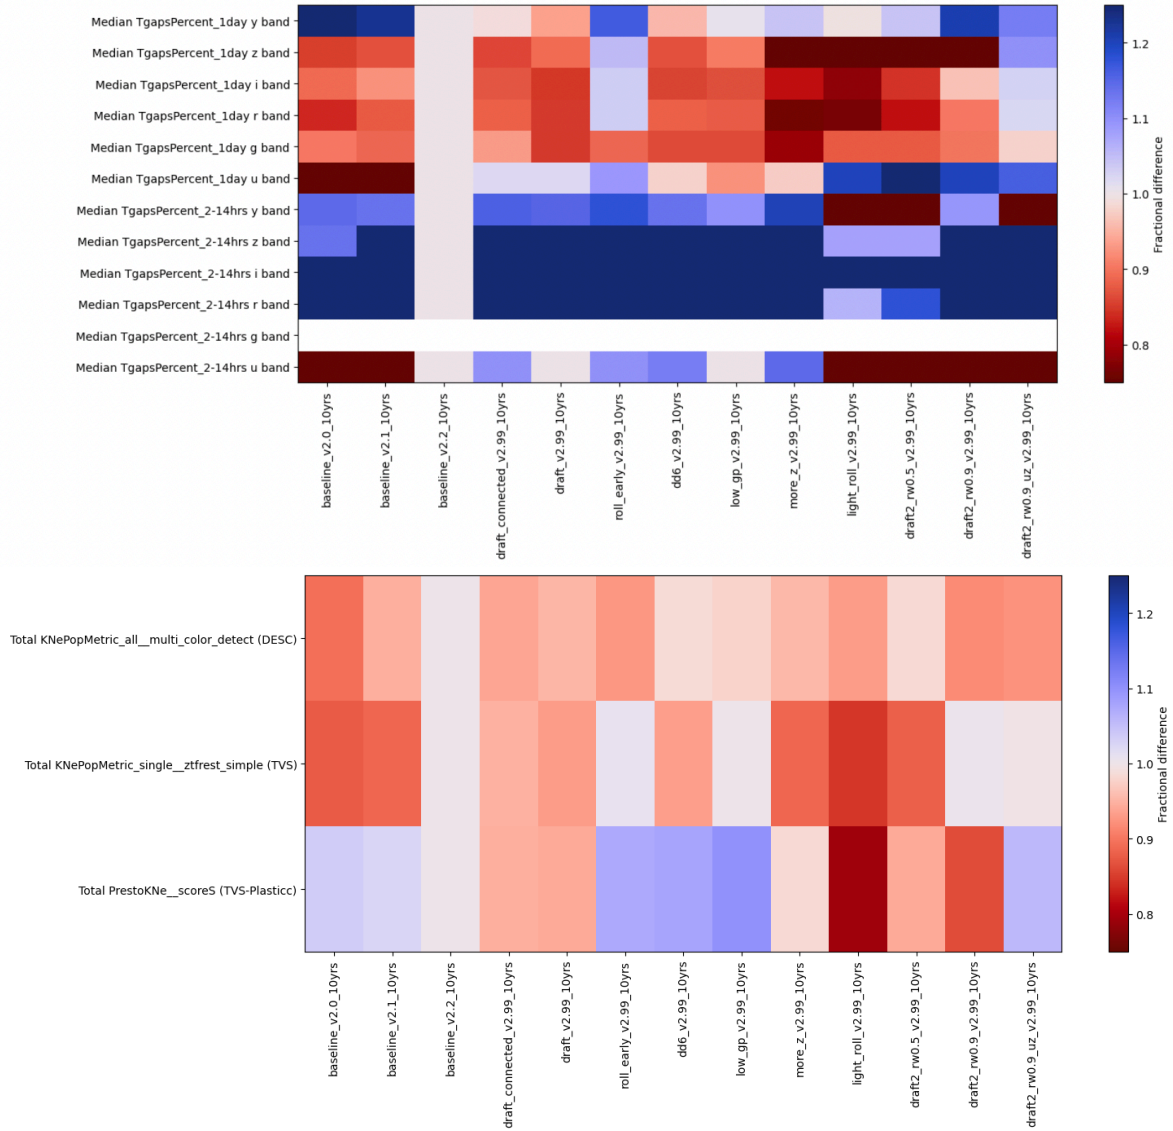 Median TgapsPercent_1day y band
Median TgapsPercent_1day z band
Median TgapsPercent_1day i band
Median TgapsPercent_1day r band
Median TgapsPercent_1day g band
Median TgapsPercent_1day u band
Median TgapsPercent_2-14hrs y band
Median TgapsPercent_2-14hrs z band
Median TgapsPercent_2-14hrs i band
Median TgapsPercent_2-14hrs r band
Median TgapsPercent_2-14hrs g band
Median TgapsPercent_2-14hrs u band
baseline_v2.0_10yrs
baseline_v2.1_10yrs
baseline_v2.2_10yrs
draft_connected_v2.99_10yrs
draft_v2.99_10yrs
roll_early_v2.99_10yrs
dd6_v2.99_10yrs
low_gp_v2.99_10yrs
more_z_v2.99_10yrs
light_roll_v2.99_10yrs
draft2_rw0.5_v2.99_10yrs
draft2_rw0.9_v2.99_10yrs
draft2_rw0.9_uz_v2.99_10yrs
1.2
1.1
1.0
0.9
0.8
Fractional difference
Total KNePopMetric_all__multi_color_detect (DESC)
Total KNePopMetric_single__ztfrest_simple (TVS)
Total PrestoKNe__scoreS (TVS-Plasticc)
baseline_v2.0_10yrs
baseline_v2.1_10yrs
baseline_v2.2_10yrs
draft_connected_v2.99_10yrs
draft_v2.99_10yrs
roll_early_v2.99_10yrs
dd6_v2.99_10yrs
low_gp_v2.99_10yrs
more_z_v2.99_10yrs
light_roll_v2.99_10yrs
draft2_rw0.5_v2.99_10yrs
draft2_rw0.9_v2.99_10yrs
draft2_rw0.9_uz_v2.99_10yrs
1.2
1.1
1.0
0.9
0.8
Fractional difference